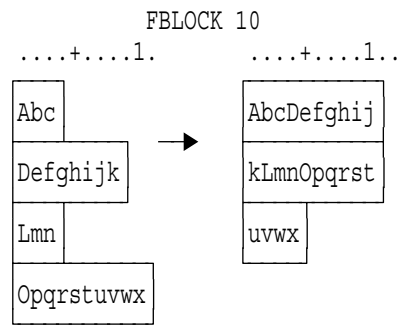 FBLOCK 10
....+....1. ....+....1..
Abc AbcDefghij
Defghijk kLmnOpqrst
Lmn uvwx
Opqrstuvwx